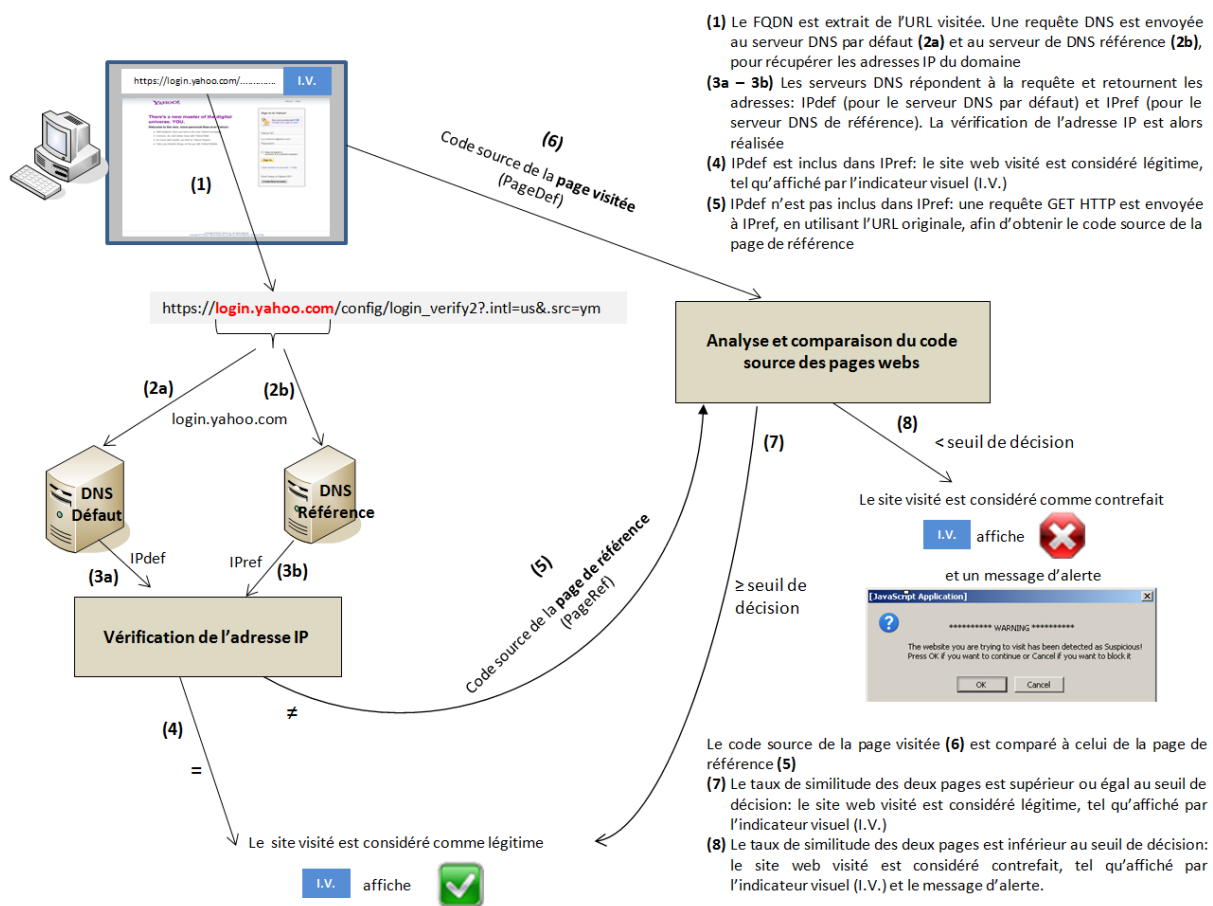 (1) Le FQDN est extrait de l'URL visitée. Une requête DNS est envoyée
au serveur DNS par défaut (2a) et au serveur de DNS référence (2b),
pour récupérer les adresses IP du domaine
(3a – 3b) Les serveurs DNS répondent à la requête et retournent les
adresses: IPdef (pour le serveur DNS par défaut) et IPref (pour le
serveur DNS de référence). La vérification de l'adresse IP est alors
réalisée
(4) IPdef est inclus dans IPref: le site web visité est considéré légitime,
tel qu'affiché par l'indicateur visuel (I.V.)
(5) IPdef n'est pas inclus dans IPref: une requête GET HTTP est envoyée
à IPref, en utilisant l'URL originale, afin d'obtenir le code source de la
page de référence
https://login.yahoo.com/..............
I.V.
YAHOO!
There's a new master of the digital
universe. YOU.
(1)
(6)
Code source de la page visitée
(PageDef)
https://login.yahoo.com/config/login_verify2?.intl=us&.src=ym
Analyse et comparaison du code
source des pages webs
(2a)
(2b)
login.yahoo.com
DNS
Défaut
DNS
Référence
IPdef
(3a)
IPref
(3b)
Vérification de l'adresse IP
(5)
Code source de la page de référence
(PageRef)
(4)
=
≠
(7)
≥ seuil de
décision
(8)
< seuil de décision
Le site visité est considéré comme contrefait
I.V. affiche
et un message d'alerte
[JavaScript Application]
********** WARNING **********
The website you are trying to visit has been detected as Suspicious!
Press OK if you want to continue or Cancel if you want to block it
OK
Cancel
Le site visité est considéré comme légitime
I.V. affiche
Le code source de la page visitée (6) est comparé à celui de la page de
référence (5)
(7) Le taux de similitude des deux pages est supérieur ou égal au seuil de
décision: le site web visité est considéré légitime, tel qu'affiché par
l'indicateur visuel (I.V.)
(8) Le taux de similitude des deux pages est inférieur au seuil de décision:
le site web visité est considéré contrefait, tel qu'affiché par
l'indicateur visuel (I.V.) et le message d'alerte.